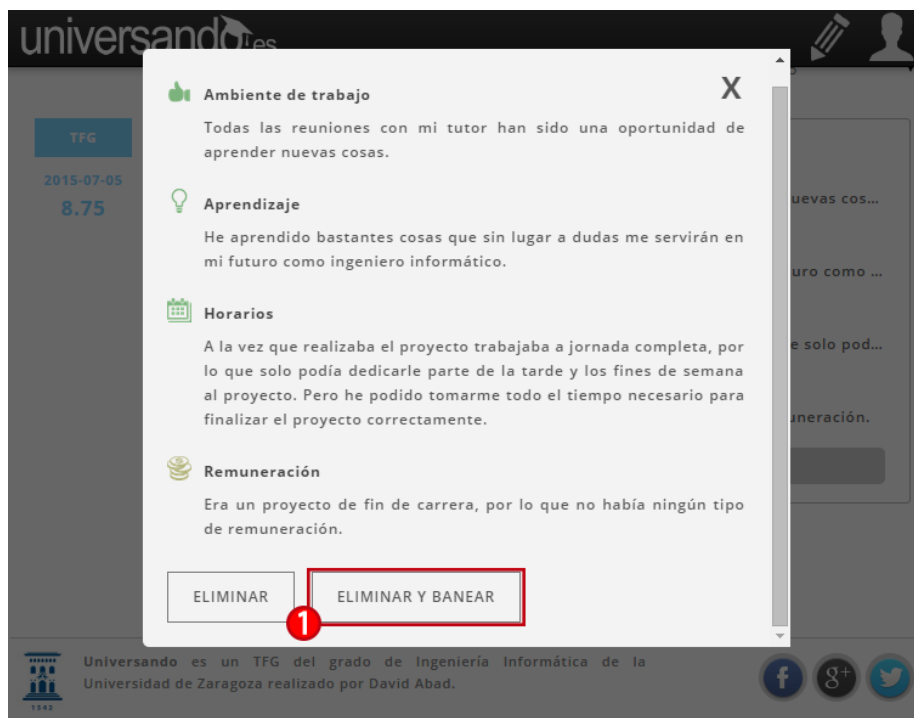 universando.es
X
Ambiente de trabajo
Todas las reuniones con mi tutor han sido una oportunidad de
aprender nuevas cosas.
TFG
2015-07-05
8.75
Aprendizaje
He aprendido bastantes cosas que sin lugar a dudas me servirán en
mi futuro como ingeniero informático.
Horarios
A la vez que realizaba el proyecto trabajaba a jornada completa, por
lo que solo podía dedicarle parte de la tarde y los fines de semana
al proyecto. Pero he podido tomarme todo el tiempo necesario para
finalizar el proyecto correctamente.
Remuneración
Era un proyecto de fin de carrera, por lo que no había ningún tipo
de remuneración.
uevas cos...
uro como ...
e solo pod...
uneración.
ELIMINAR
1
ELIMINAR Y BANEAR
Universando es un TFG del grado de Ingeniería Informática de la
Universidad de Zaragoza realizado por David Abad.
1542
f
g+